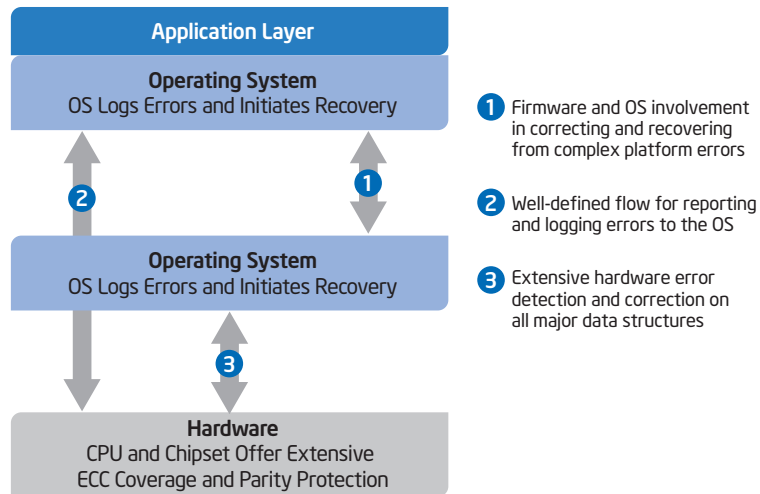 Application Layer
Operating System
OS Logs Errors and Initiates Recovery
2
1
Operating System
OS Logs Errors and Initiates Recovery
3
Hardware
CPU and Chipset Offer Extensive
ECC Coverage and Parity Protection
1 Firmware and OS involvement
in correcting and recovering
from complex platform errors
2 Well-defined flow for reporting
and logging errors to the OS
3 Extensive hardware error
detection and correction on
all major data structures